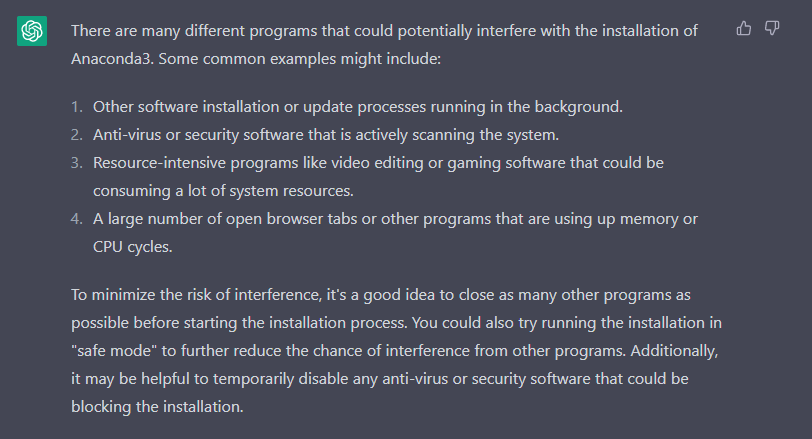 There are many different programs that could potentially interfere with the installation of
Anaconda3. Some common examples might include:
1. Other software installation or update processes running in the background.
2. Anti-virus or security software that is actively scanning the system.
3. Resource-intensive programs like video editing or gaming software that could be
consuming a lot of system resources.
4. A large number of open browser tabs or other programs that are using up memory or
CPU cycles.
To minimize the risk of interference, it's a good idea to close as many other programs as
possible before starting the installation process. You could also try running the installation in
"safe mode" to further reduce the chance of interference from other programs. Additionally,
it may be helpful to temporarily disable any anti-virus or security software that could be
blocking the installation.